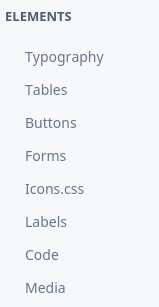 ELEMENTS
Typography
Tables
Buttons
Forms
Icons.css
Labels
Code
Media